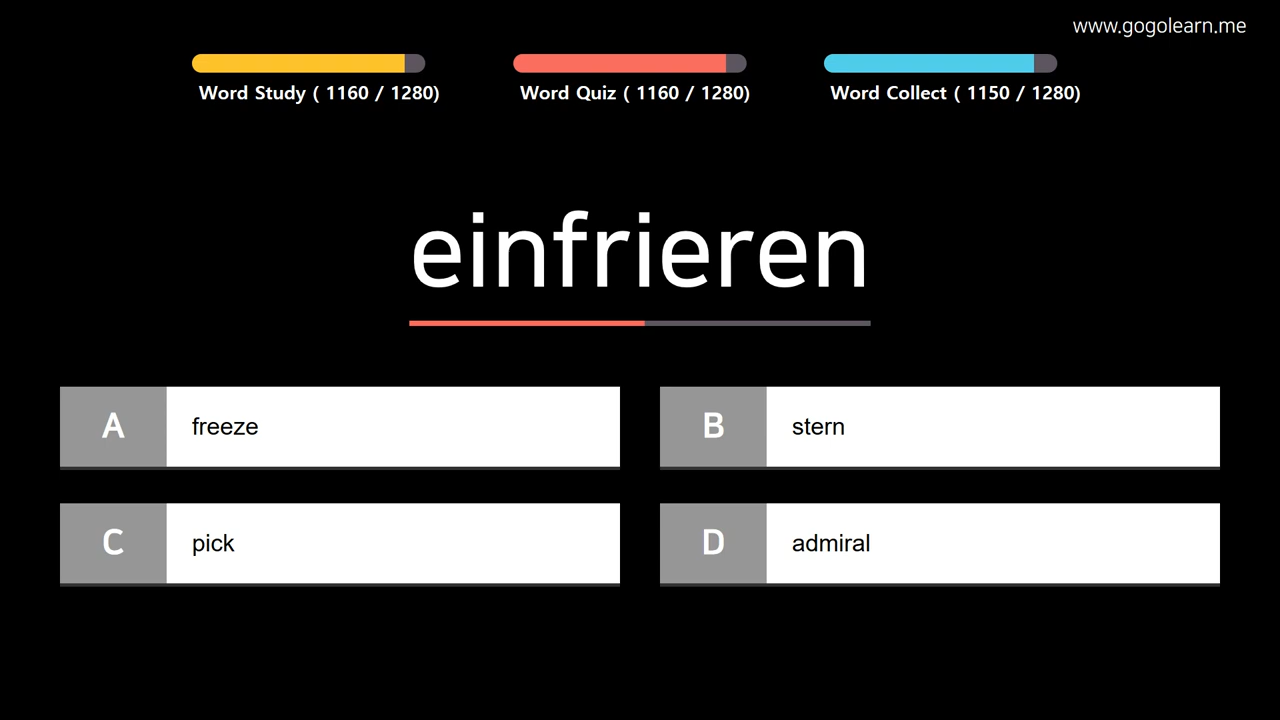 www.gogolearn.me
Word Study ( 1160 / 1280)
Word Quiz ( 1160 / 1280)
Word Collect ( 1150 / 1280)
einfrieren
A freeze
B stern
C pick
D admiral